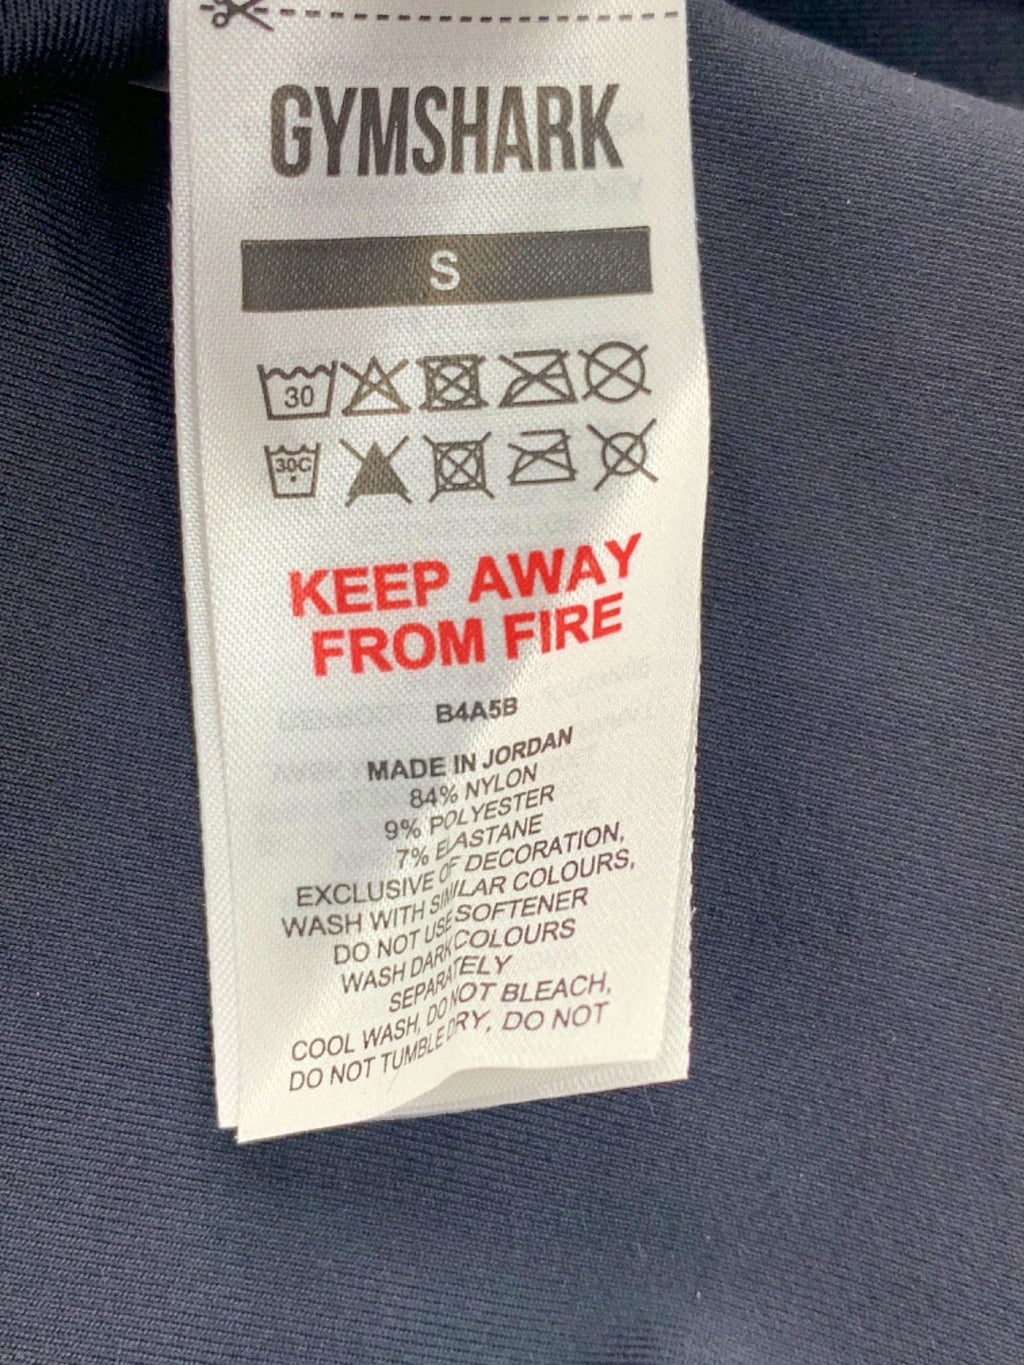 GYMSHARK
S
30
30C
KEEP AWAY
FROM FIRE
B4A5B
MADE IN JORDAN
84% NYLON
9% POLYESTER
7% ELASTANE
EXCLUSIVE OF DECORATION,
WASH WITH SIMILAR COLOURS,
DO NOT USE SOFTENER
WASH DARK COLOURS
SEPARATELY
COOL WASH, DO NOT BLEACH,
DO NOT TUMBLE DRY, DO NOT